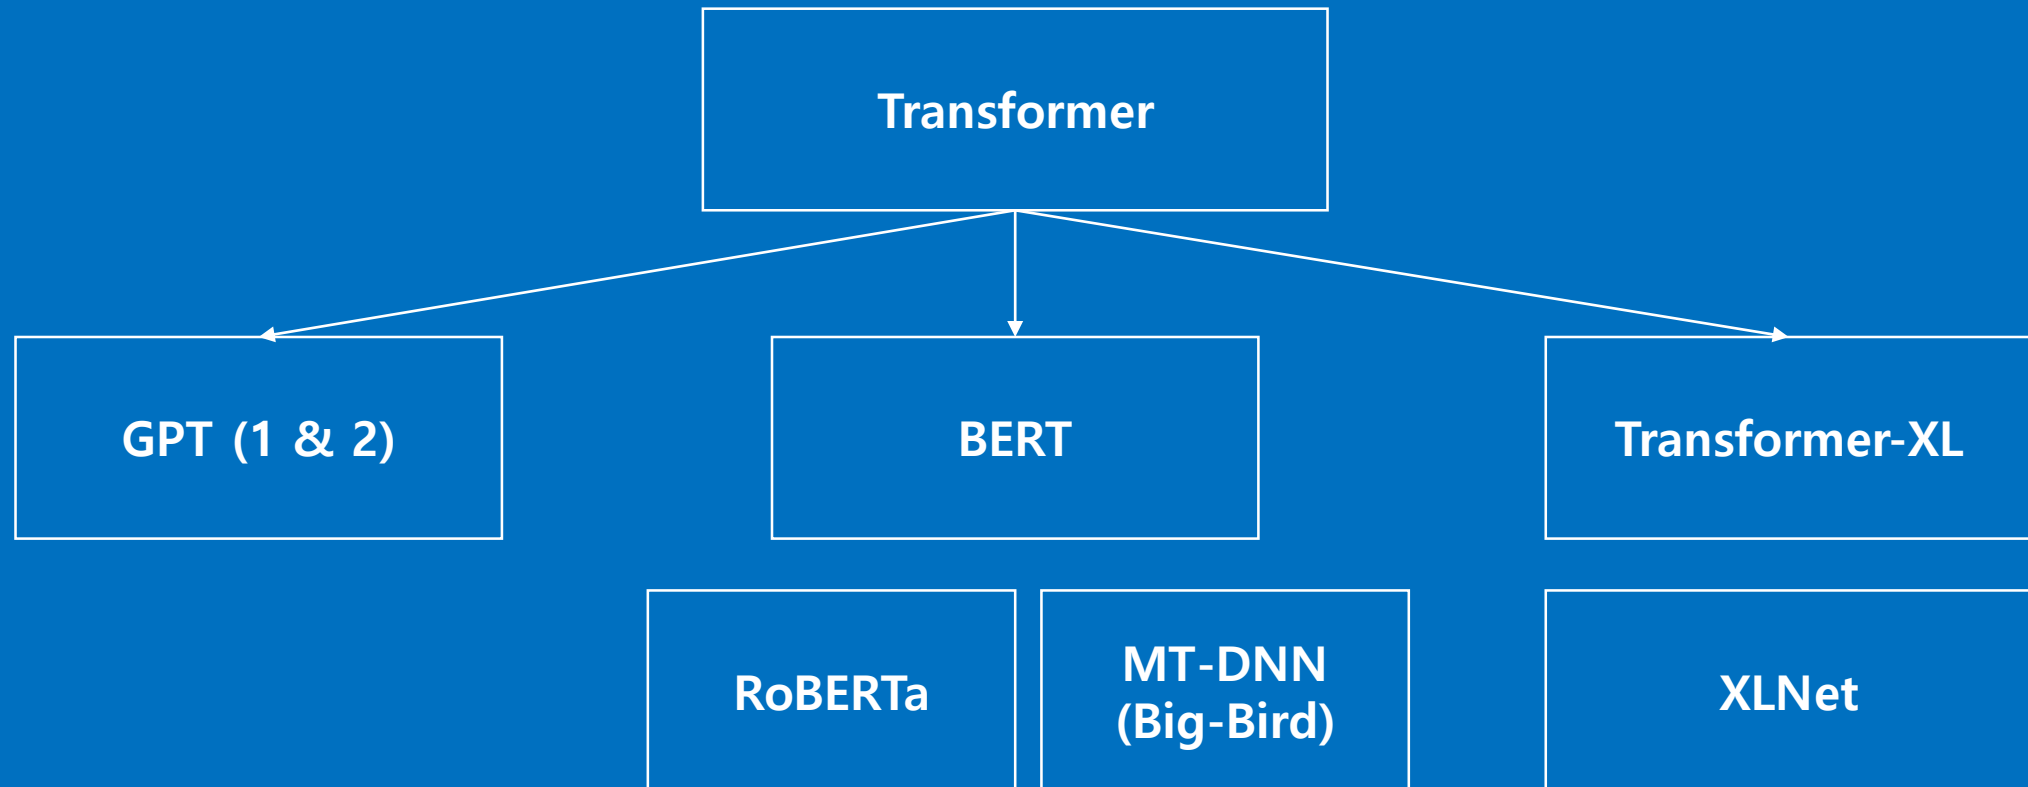 Transformer
GPT (1 & 2)
BERT
Transformer-XL
RoBERTa
MT-DNN
(Big-Bird)
XLNet